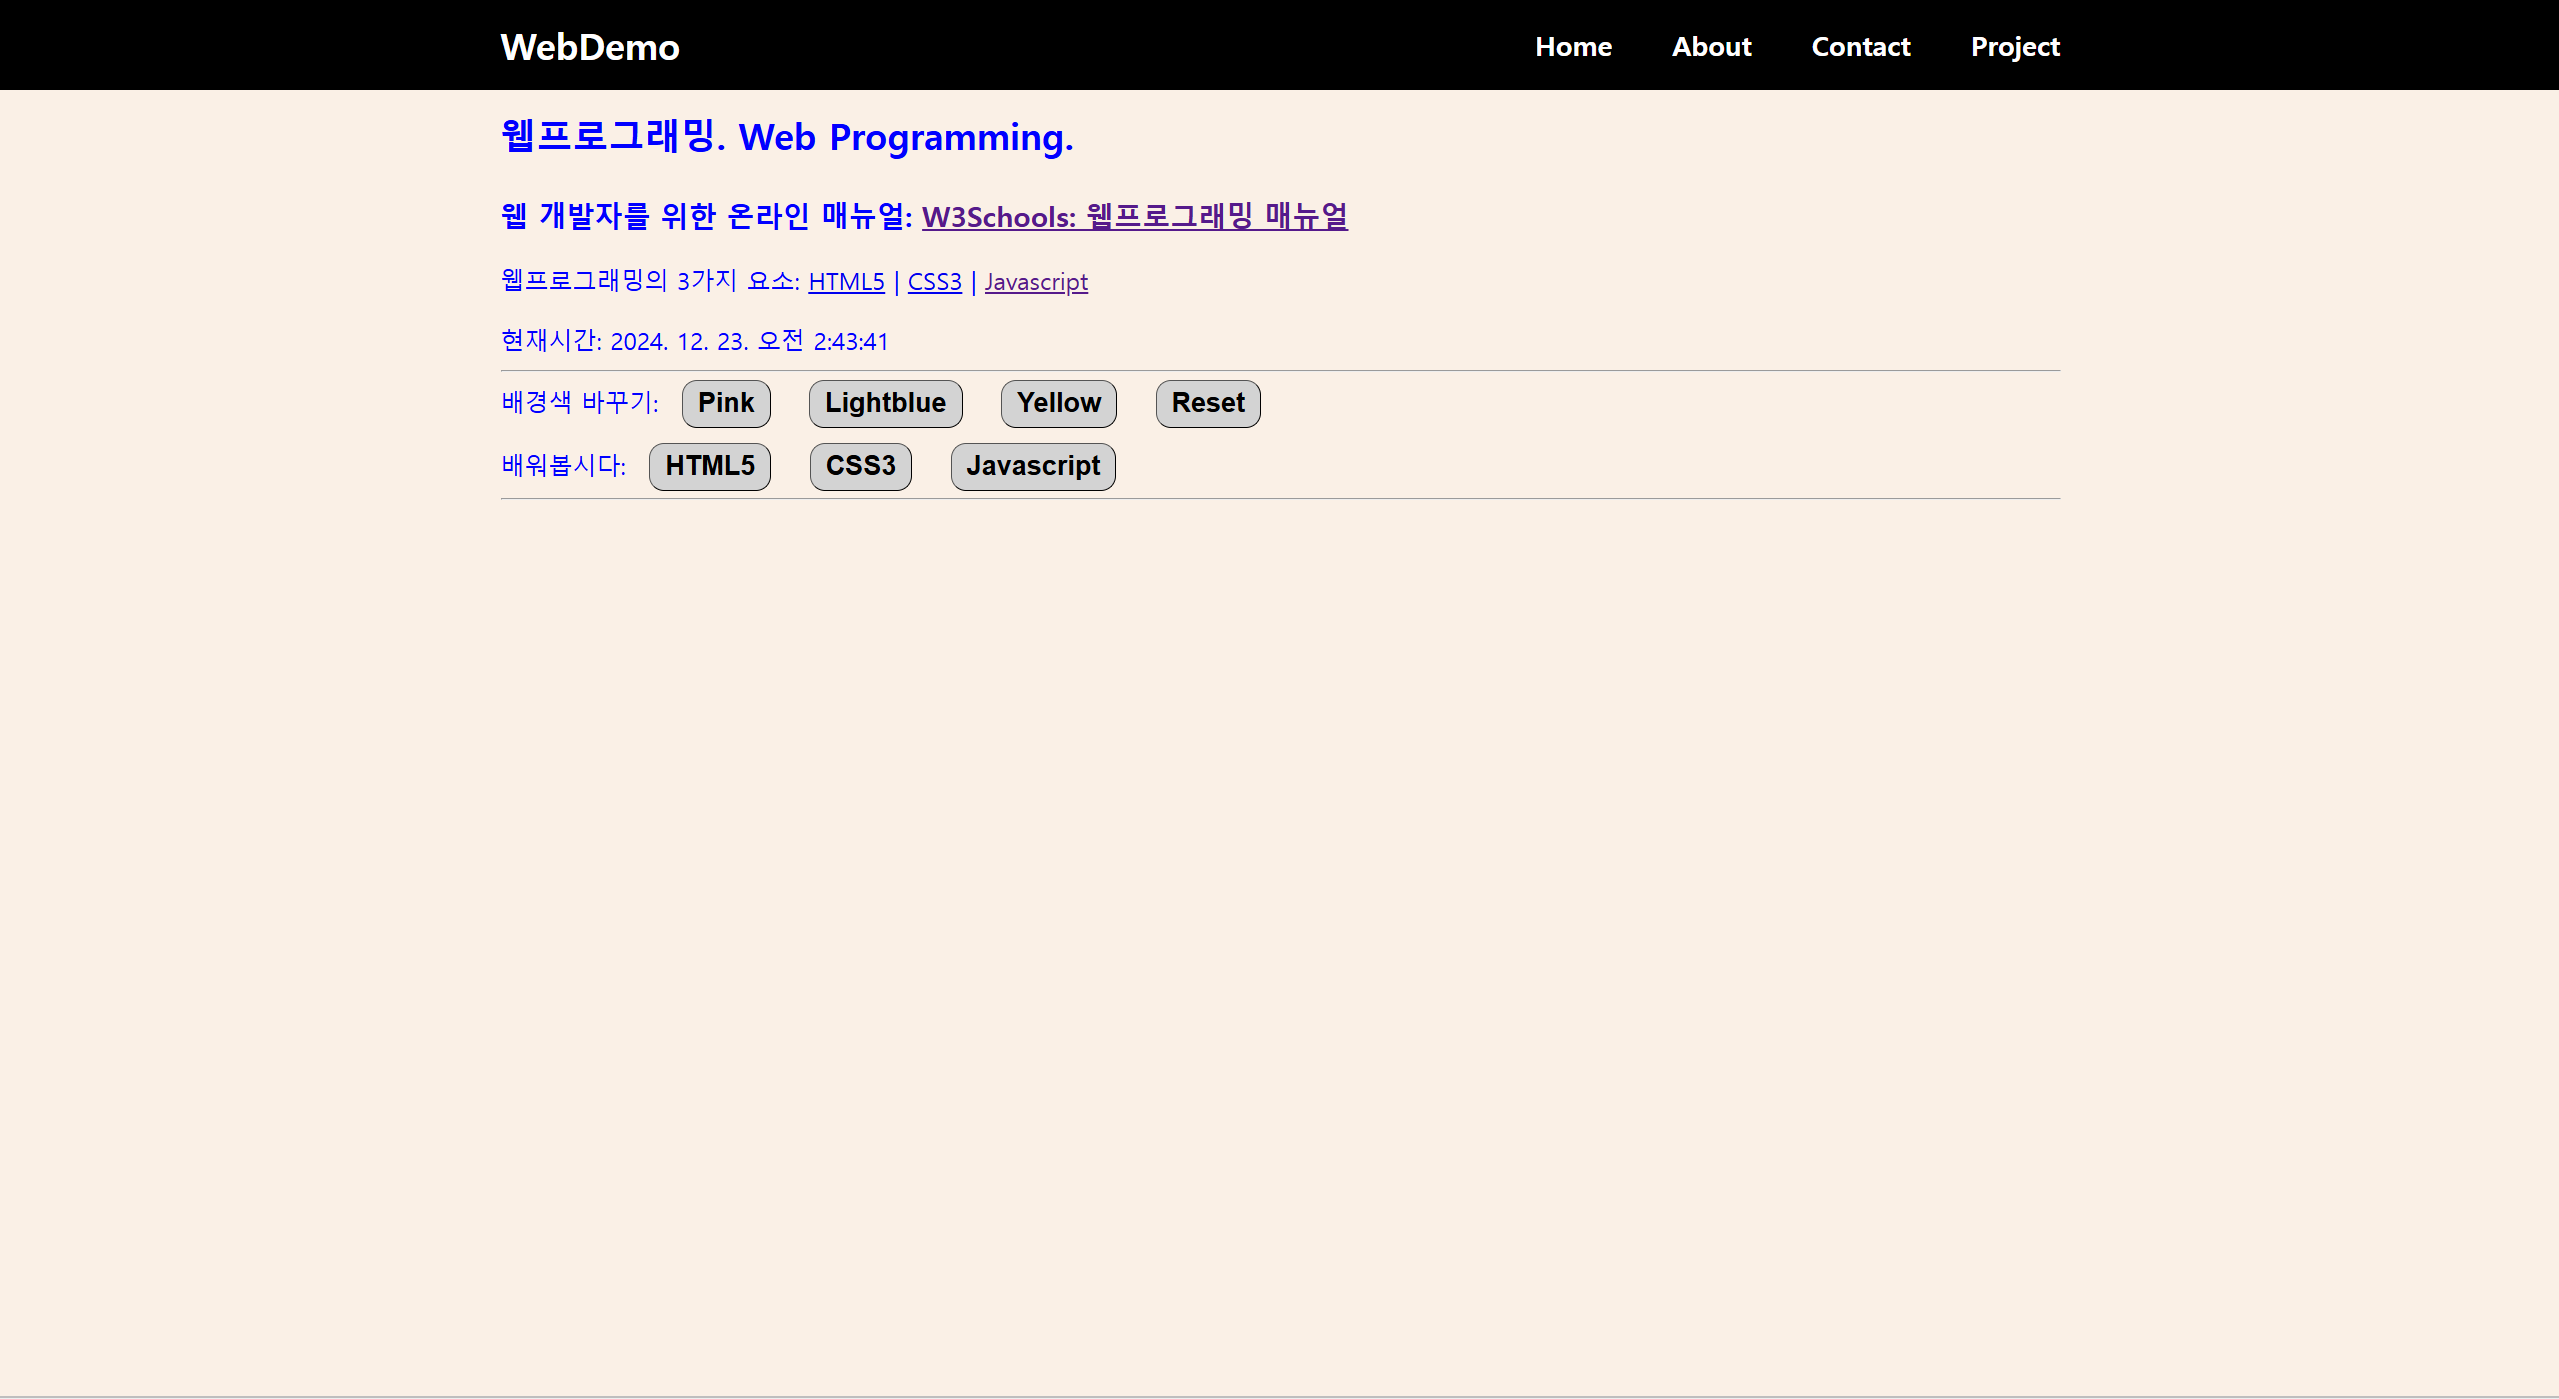 WebDemo Home About Contact Project
웹프로그래밍. Web Programming.
웹 개발자를 위한 온라인 매뉴얼: W3Schools: 웹프로그래밍 매뉴얼
웹프로그래밍의 3가지 요소: HTML5 | CSS3 | Javascript
현재시간: 2024. 12. 23. 오전 2:43:41
배경색 바꾸기: Pink Lightblue Yellow Reset
배워봅시다: HTML5 CSS3 Javascript